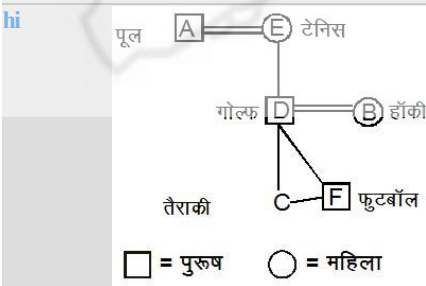 hi
पूल A E टेनिस
गोल्फ D B हॉकी
तैराकी C F फुटबॉल
= पुरूष = महिला